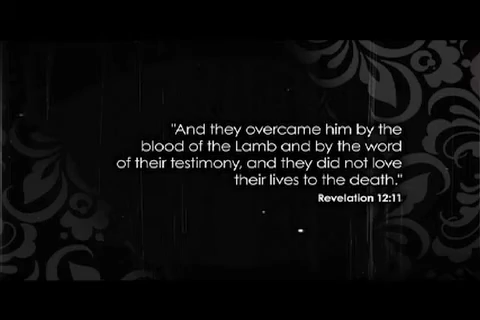 "And they overcame him by the
blood of the Lamb and by the word
of their testimony, and they did not love
their lives to the death."
Revelation 12:11